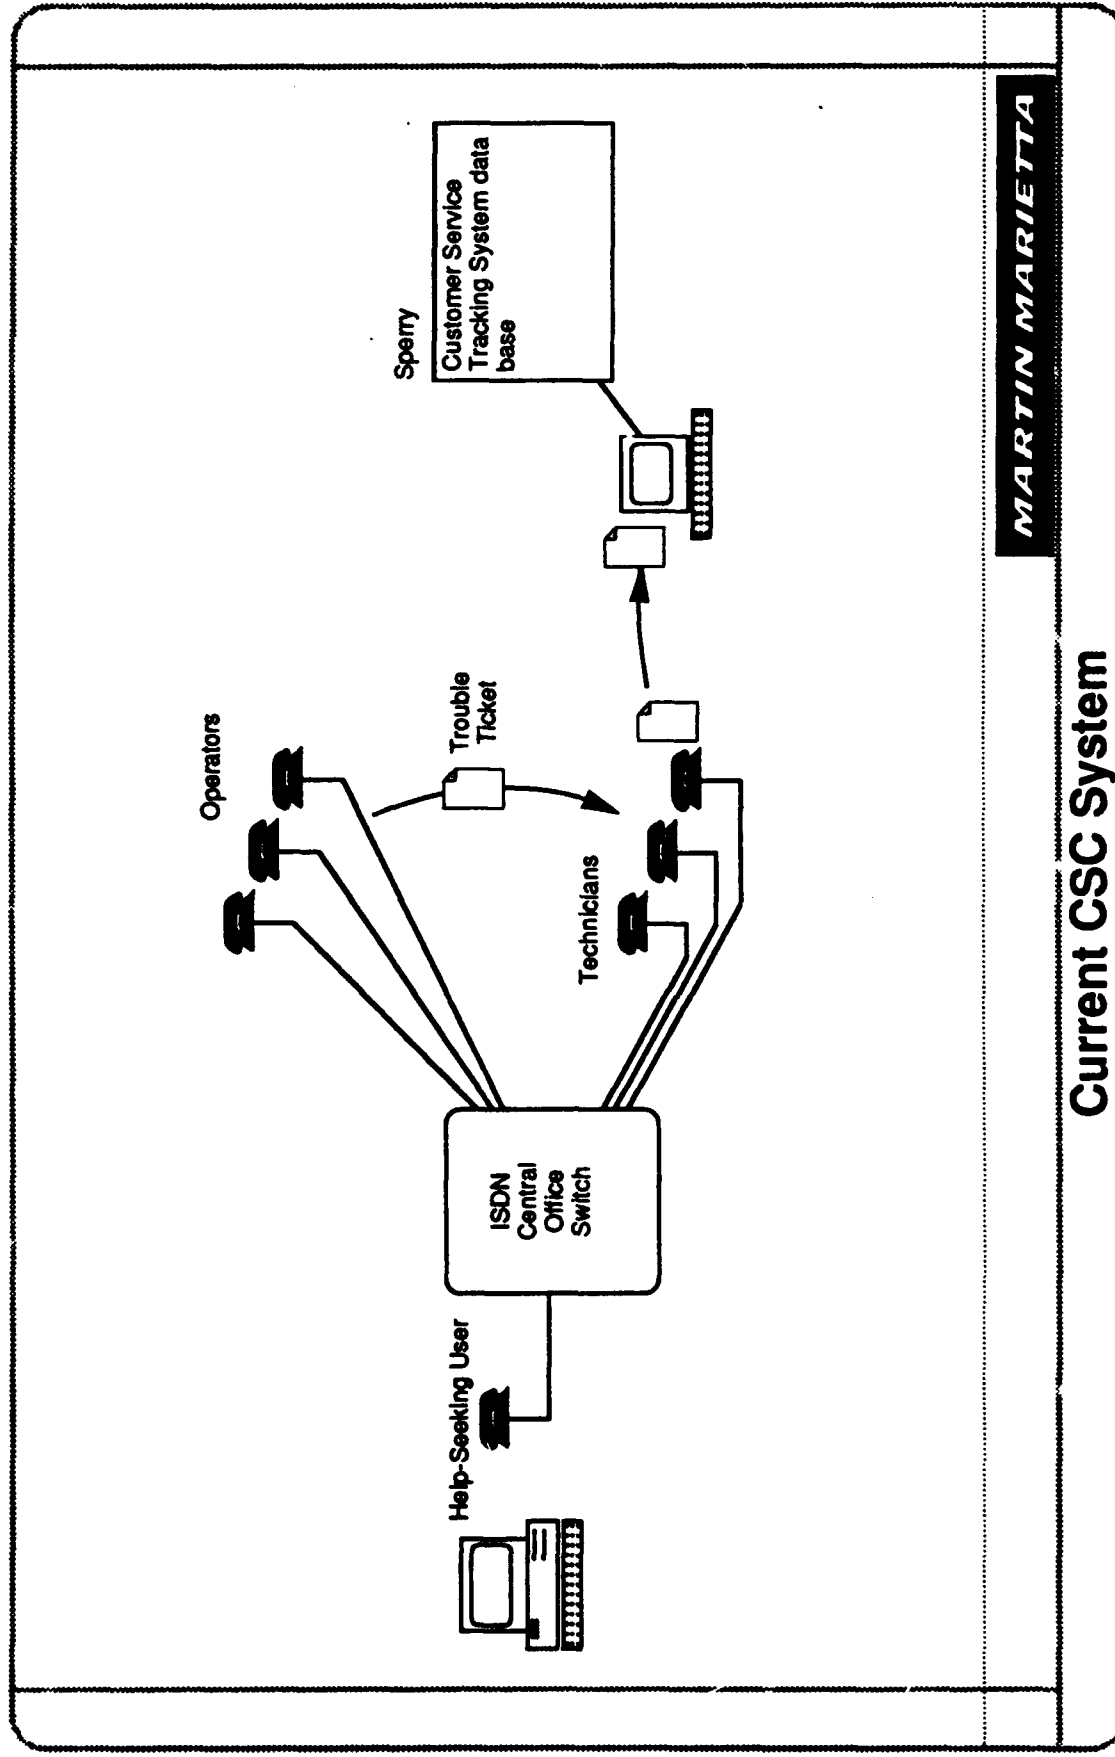 Help-Seeking User
ISDN
Central
Office
Switch
Operators
Trouble
Ticket
Technicians
Sperry
Customer Service
Tracking System data
base
MARTIN MARIETTA
Current CSC System